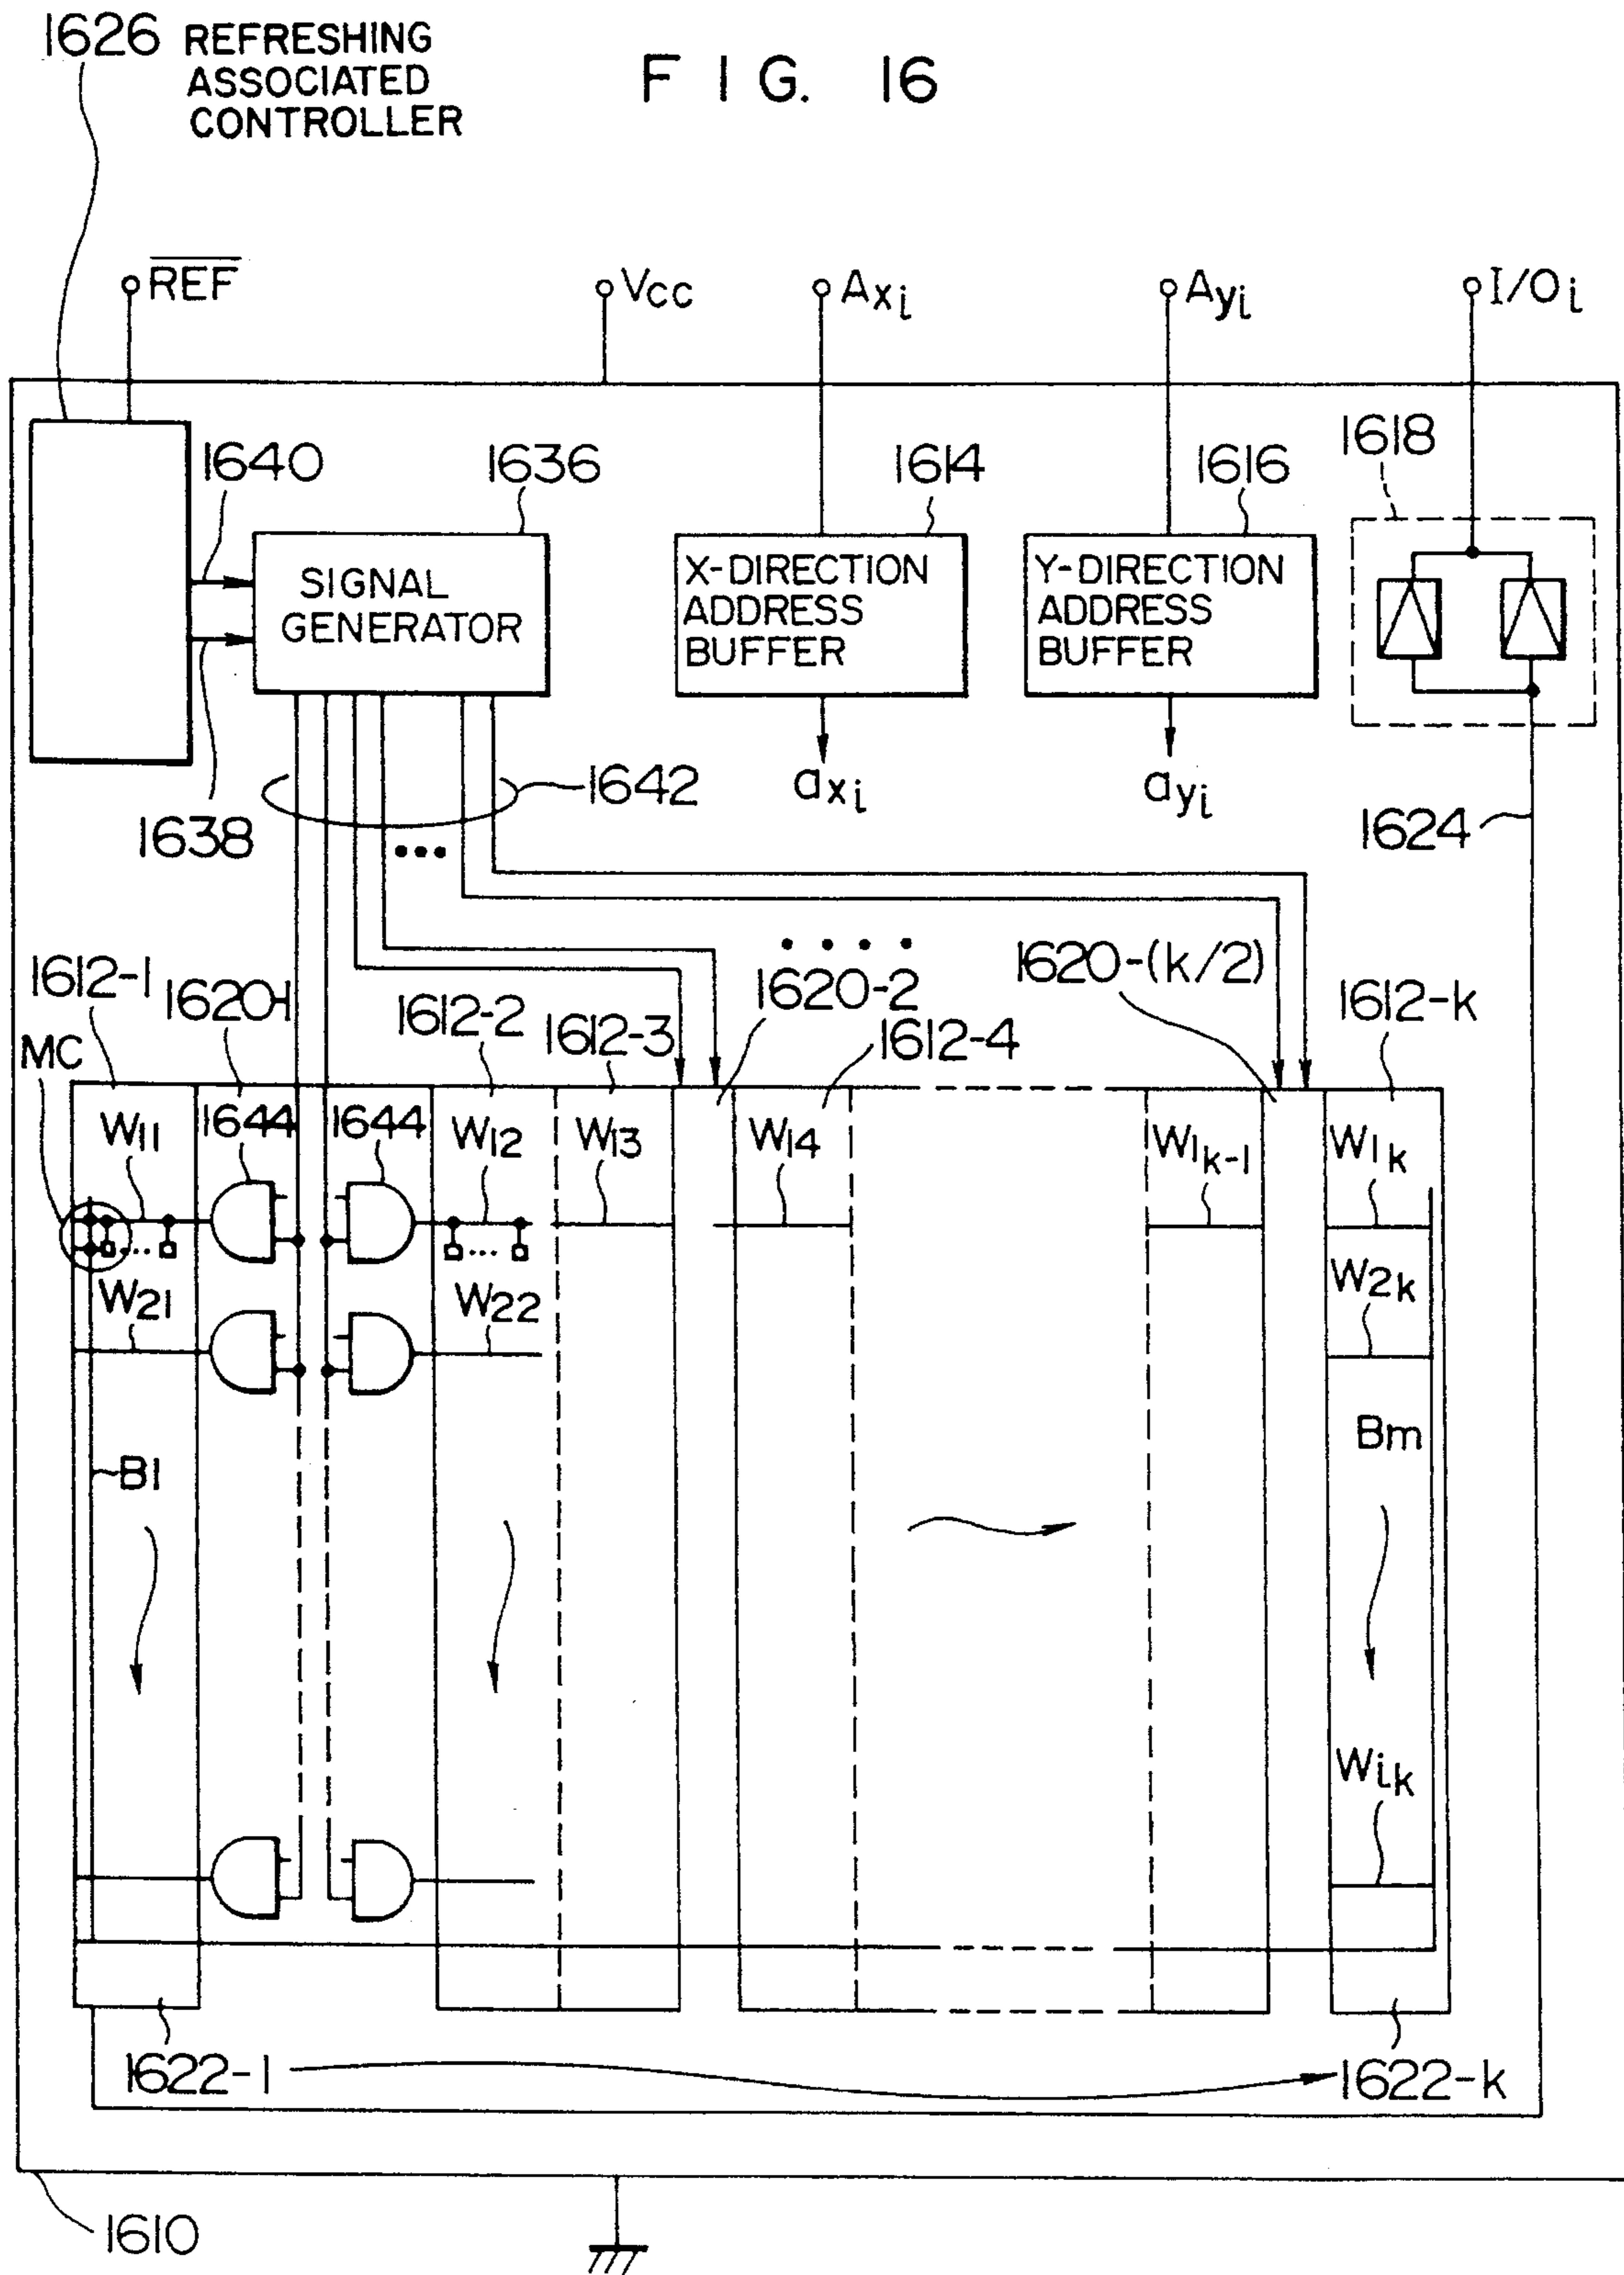 1626 REFRESHING
ASSOCIATED
CONTROLLER
F I G. 16
REF
Vcc
Axi
Ayi
I/Oi
1640
1636
1614
1616
1618
SIGNAL
GENERATOR
X-DIRECTION
ADDRESS
BUFFER
Y-DIRECTION
ADDRESS
BUFFER
1638
1642
axi
ayi
1624
1612-1
1620-1
1612-2
1612-3
1620-2
1612-4
1620-(k/2)
1612-k
MC
W11
1644
1644
W12
W13
W14
W1k-1
W1k
W21
W22
W2k
B1
Bm
Wik
1622-1
1622-k
1610